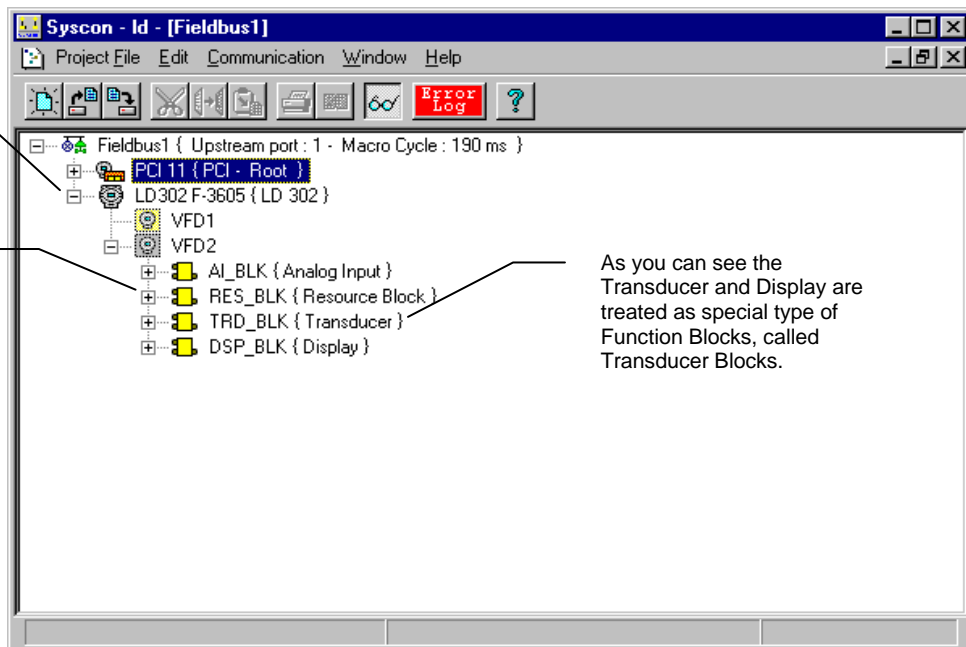 Syscon - Id - [Fieldbus1]
Project File Edit Communication Window Help
Error
Log
?
Fieldbus1 { Upstream port : 1 - Macro Cycle : 190 ms }
PCI 11 { PCI - Root }
LD302 F-3605 { LD 302 }
VFD1
VFD2
AI_BLK { Analog Input }
RES_BLK { Resource Block }
TRD_BLK { Transducer }
DSP_BLK { Display }
As you can see the
Transducer and Display are
treated as special type of
Function Blocks, called
Transducer Blocks.